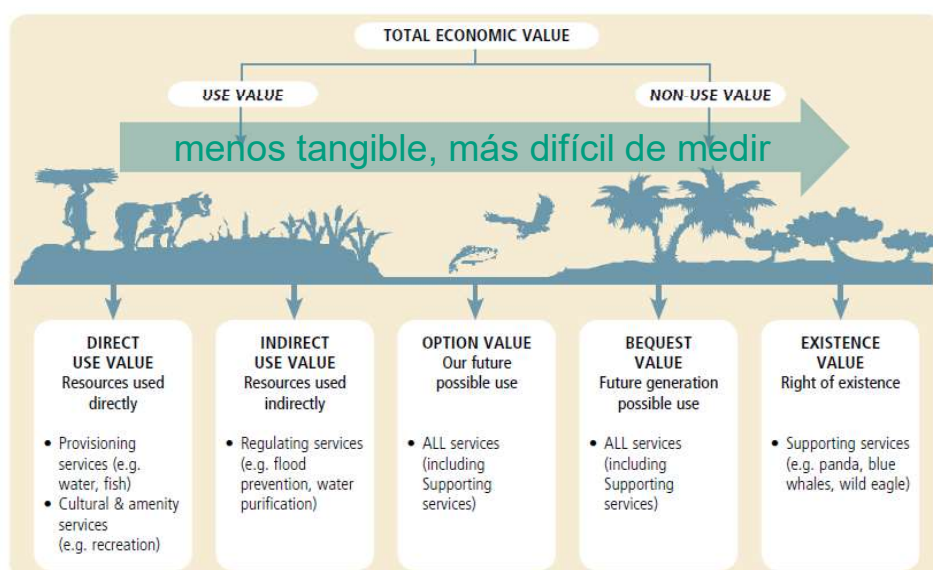 TOTAL ECONOMIC VALUE
USE VALUE
NON-USE VALUE
menos tangible, más difícil de medir
DIRECT
USE VALUE
Resources used
directly
• Provisioning
services (e.g.
water, fish)
• Cultural & amenity
services
(e.g. recreation)
INDIRECT
USE VALUE
Resources used
indirectly
• Regulating services
(e.g. flood
prevention, water
purification)
OPTION VALUE
Our future
possible use
• ALL services
(including
Supporting
services)
BEQUEST
VALUE
Future generation
possible use
• ALL services
(including
Supporting
services)
EXISTENCE
VALUE
Right of existence
• Supporting services
(e.g. panda, blue
whales, wild eagle)